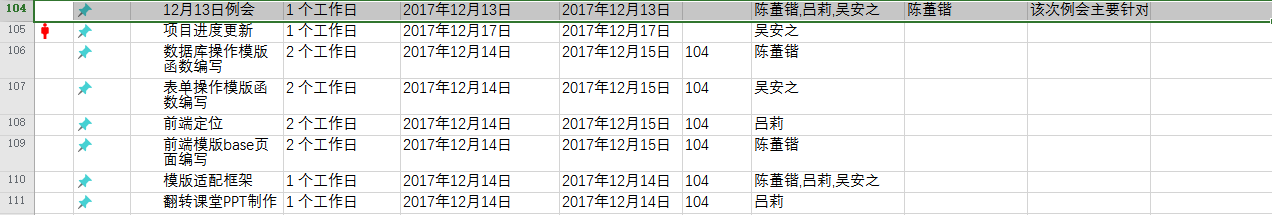 104 12月13日例会 1 个工作日 2017年12月13日 2017年12月13日 陈董锴,吕莉,吴安之 陈董锴 该次例会主要针对
105 项目进度更新 1 个工作日 2017年12月17日 2017年12月17日 吴安之
106 数据库操作模版 2 个工作日 2017年12月14日 2017年12月15日 104 陈董锴
函数编写
107 表单操作模版函 2 个工作日 2017年12月14日 2017年12月15日 104 吴安之
数编写
108 前端定位 2 个工作日 2017年12月14日 2017年12月15日 104 吕莉
109 前端模版base页 2 个工作日 2017年12月14日 2017年12月15日 104 陈董锴
面编写
110 模版适配框架 1 个工作日 2017年12月14日 2017年12月14日 104 陈董锴,吕莉,吴安之
111 翻转课堂PPT制作 1 个工作日 2017年12月14日 2017年12月14日 104 吕莉